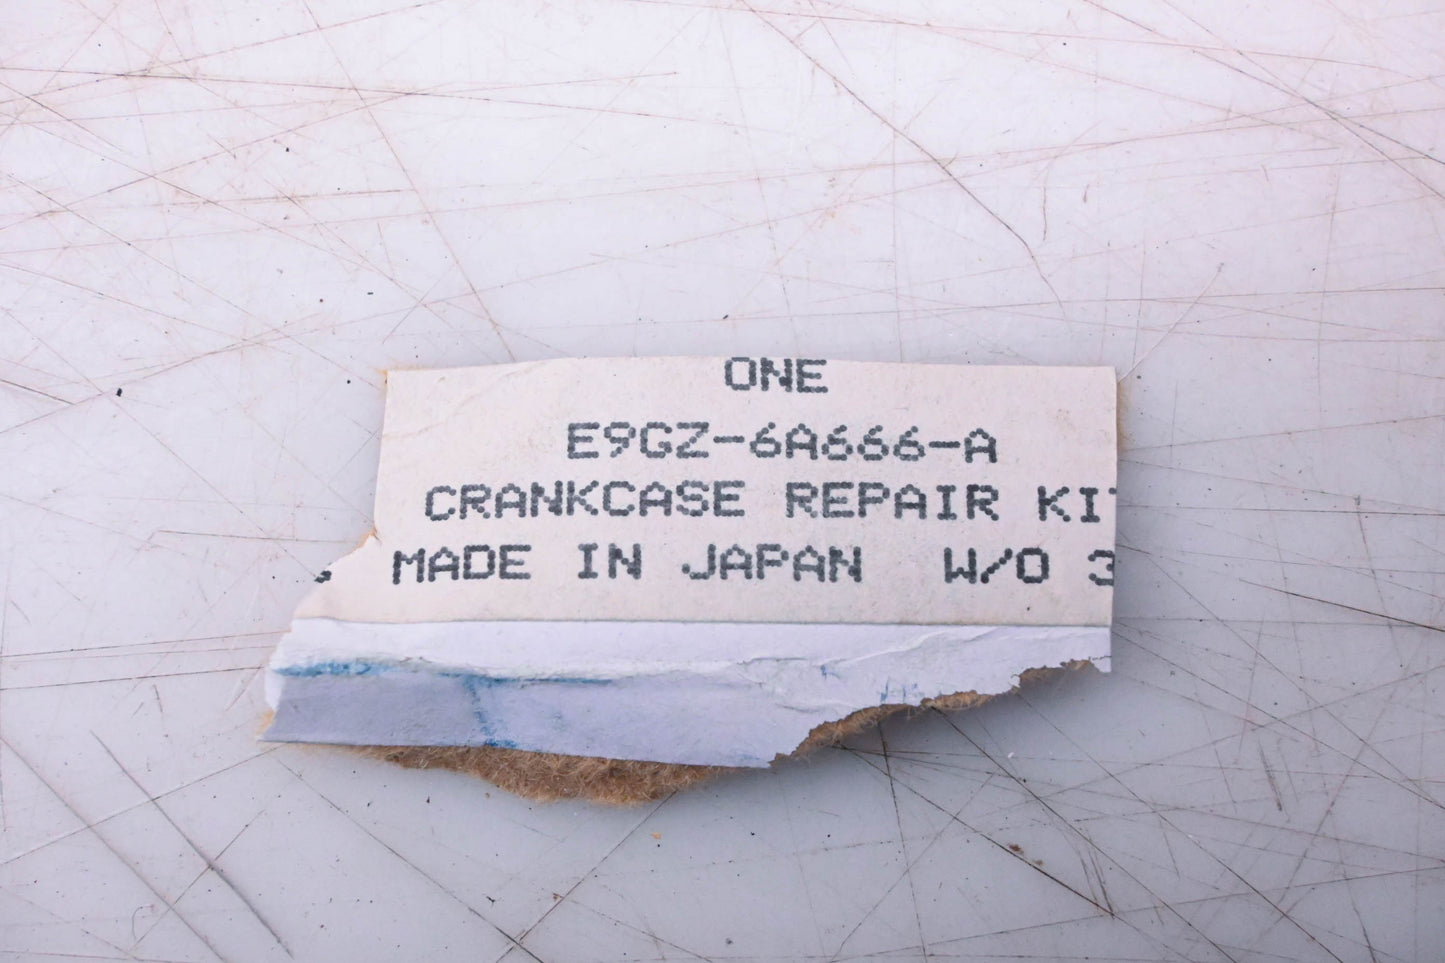 ONE
E9GZ-6A666-A
CRANKCASE REPAIR KI
MADE IN JAPAN W/O 3